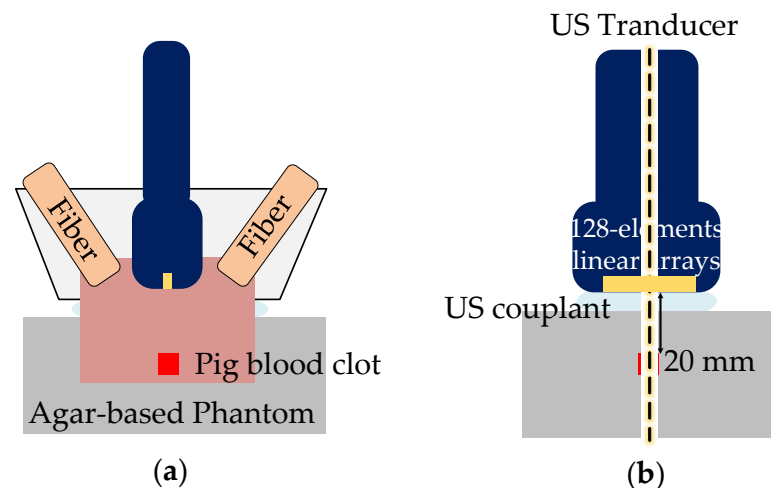 US Tranducer
Fiber
Fiber
128-elements
linear arrays
US couplant
Pig blood clot
20 mm
Agar-based Phantom
(a)
(b)